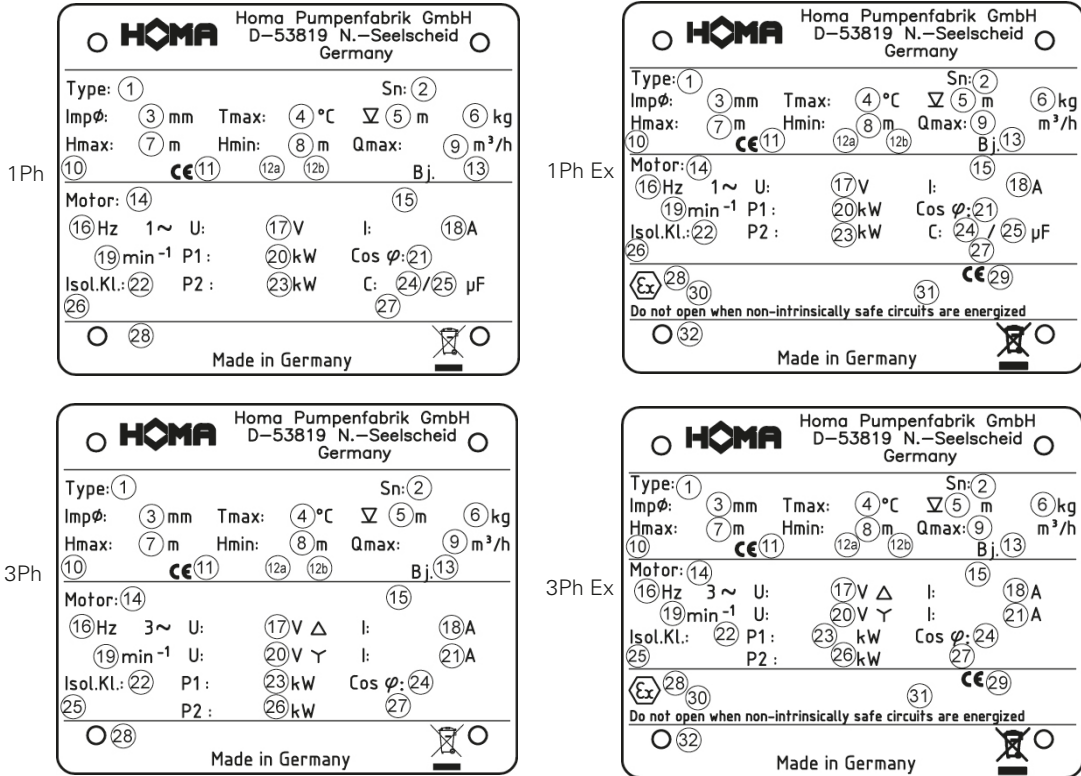 1Ph
HOMA Homa Pumpenfabrik GmbH
D-53819 N.-Seelscheid
Germany
Type: 1 Sn: 2
Impø: 3 mm Tmax: 4 °C 5 m 6 kg
Hmax: 7 m Hmin: 8 m Qmax: 9 m³/h
10 CE 11 12a 12b Bj. 13
Motor: 14 15
16 Hz 1~ U: 17 V I: 18 A
19 min⁻¹ P1: 20 kW Cos φ: 21
Isol.Kl.: 22 P2: 23 kW C: 24/25 µF
26 27
28
Made in Germany
1Ph Ex
HOMA Homa Pumpenfabrik GmbH
D-53819 N.-Seelscheid
Germany
Type: 1 Sn: 2
Impø: 3 mm Tmax: 4 °C 5 m 6 kg
Hmax: 7 m Hmin: 8 m Qmax: 9 m³/h
10 CE 11 12a 12b Bj. 13
Motor: 14 15
16 Hz 1~ U: 17 V I: 18 A
19 min⁻¹ P1: 20 kW Cos φ: 21
Isol.Kl.: 22 P2: 23 kW C: 24 / 25 µF
26 27
Ex 28 CE 29
30 31
Do not open when non-intrinsically safe circuits are energized
32
Made in Germany
3Ph
HOMA Homa Pumpenfabrik GmbH
D-53819 N.-Seelscheid
Germany
Type: 1 Sn: 2
Impø: 3 mm Tmax: 4 °C 5 m 6 kg
Hmax: 7 m Hmin: 8 m Qmax: 9 m³/h
10 CE 11 12a 12b Bj. 13
Motor: 14 15
16 Hz 3~ U: 17 V △ I: 18 A
19 min⁻¹ U: 20 V Y I: 21 A
Isol.Kl.: 22 P1: 23 kW Cos φ: 24
25 P2: 26 kW 27
28
Made in Germany
3Ph Ex
HOMA Homa Pumpenfabrik GmbH
D-53819 N.-Seelscheid
Germany
Type: 1 Sn: 2
Impø: 3 mm Tmax: 4 °C 5 m 6 kg
Hmax: 7 m Hmin: 8 m Qmax: 9 m³/h
10 CE 11 12a 12b Bj. 13
Motor: 14 15
16 Hz 3~ U: 17 V △ I: 18 A
19 min⁻¹ U: 20 V Y I: 21 A
Isol.Kl.: 22 P1: 23 kW Cos φ: 24
25 P2: 26 kW 27
Ex 28 CE 29
30 31
Do not open when non-intrinsically safe circuits are energized
32
Made in Germany